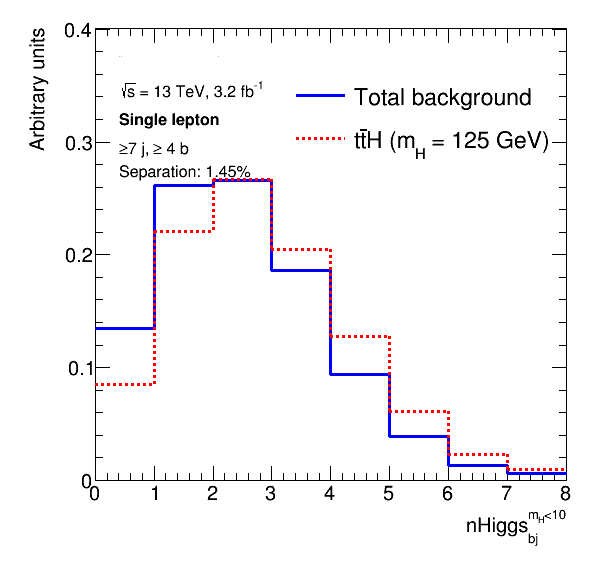 0.4
0.3
0.2
0.1
0
Arbitrary units
√s = 13 TeV, 3.2 fb⁻¹
Single lepton
≥7 j, ≥ 4 b
Separation: 1.45%
Total background
tt̄H (m_H = 125 GeV)
0 1 2 3 4 5 6 7 8
nHiggs_bj^{m_H<10}